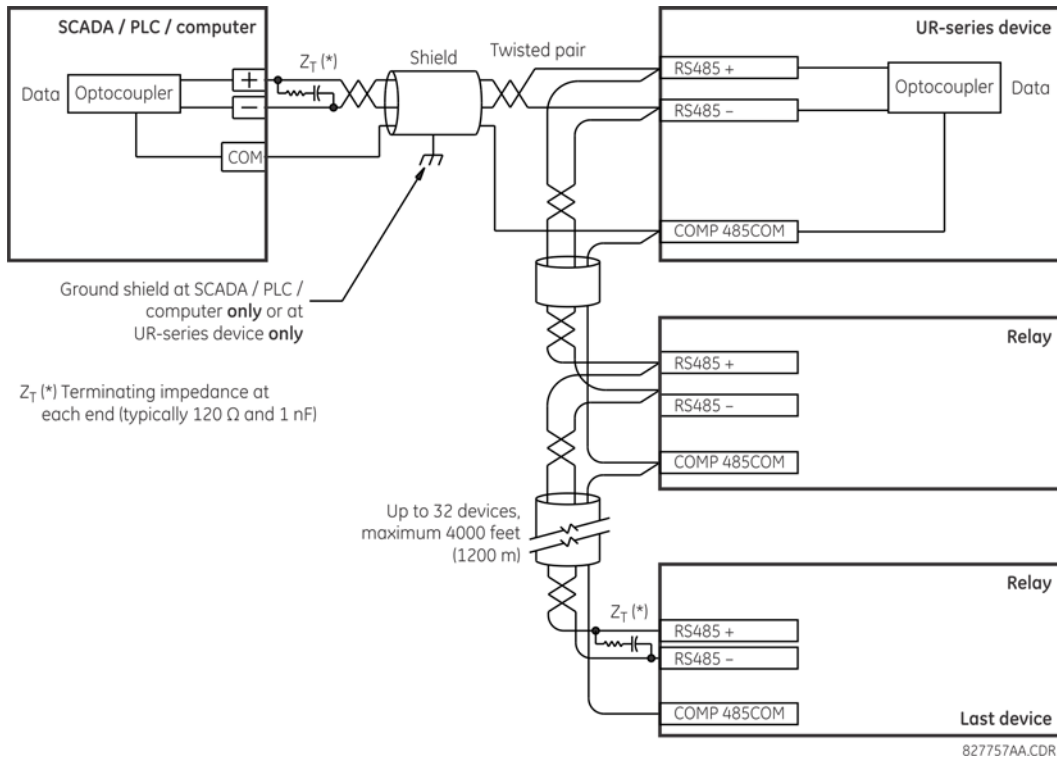 SCADA / PLC / computer
Z_T (*)
Shield
Twisted pair
UR-series device
Data
Optocoupler
+
−
COM
RS485 +
RS485 −
COMP 485COM
Optocoupler
Data
Ground shield at SCADA / PLC /
computer only or at
UR-series device only
Z_T (*) Terminating impedance at
each end (typically 120 Ω and 1 nF)
Relay
RS485 +
RS485 −
COMP 485COM
Up to 32 devices,
maximum 4000 feet
(1200 m)
Relay
Z_T (*)
RS485 +
RS485 −
COMP 485COM
Last device
827757AA.CDR